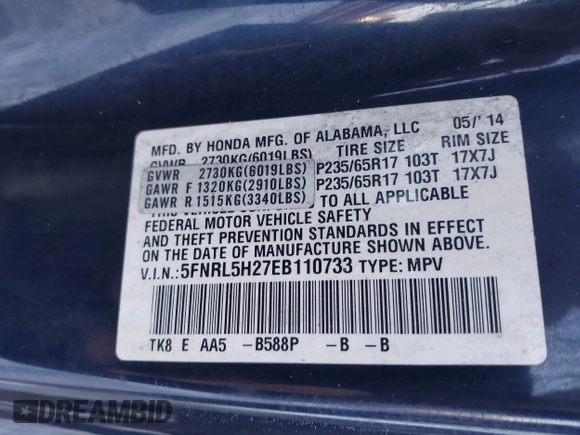 MFD. BY HONDA MFG. OF ALABAMA, LLC 05/'14
GVWR 2730KG(6019LBS) TIRE SIZE RIM SIZE
GVWR 2730KG(6019LBS)
GAWR F 1320KG(2910LBS) P235/65R17 103T 17X7J
GAWR R 1515KG(3340LBS) P235/65R17 103T 17X7J
THIS VEHICLE TO ALL APPLICABLE
FEDERAL MOTOR VEHICLE SAFETY
AND THEFT PREVENTION STANDARDS IN EFFECT
ON THE DATE OF MANUFACTURE SHOWN ABOVE.
V.I.N.:5FNRL5H27EB110733 TYPE: MPV
TK8 E AA5 -B588P -B -B
DREAMBID